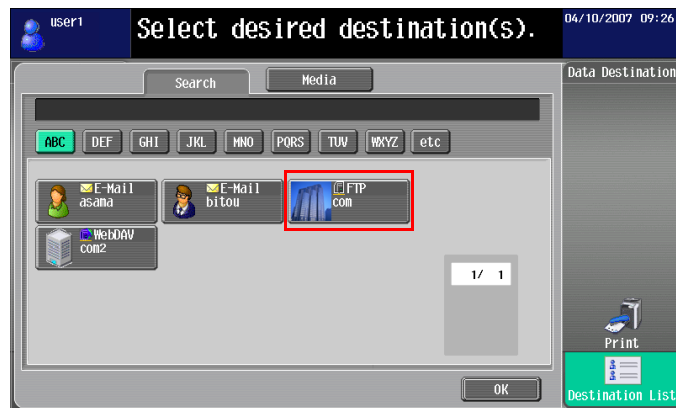 user1
Select desired destination(s).
04/10/2007 09:26
Search
Media
Data Destination
ABC DEF GHI JKL MNO PQRS TUV WXYZ etc
E-Mail
asama
E-Mail
bitou
FTP
com
WebDAV
com2
1/ 1
Print
OK
Destination List